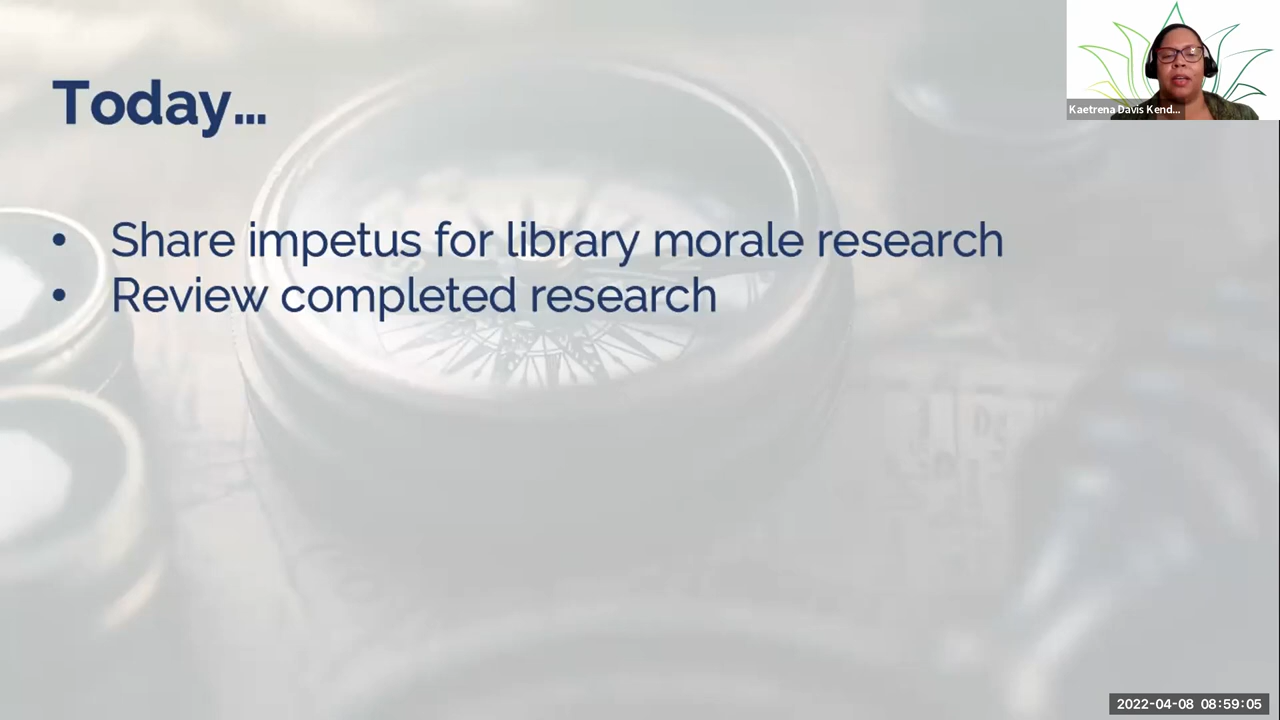 Today...
• Share impetus for library morale research
• Review completed research
Kaetrena Davis Kend...
2022-04-08 08:59:05